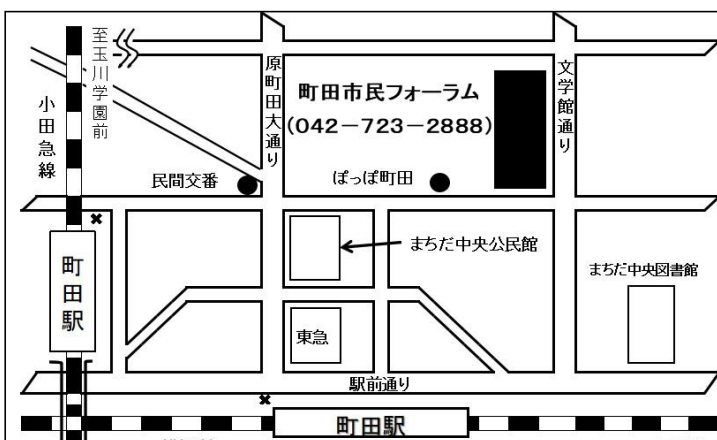 至玉川学園前
小田急線
原町田大通り
町田市民フォーラム
(042－723－2888)
文学館通り
民間交番
ぽっぽ町田
まちだ中央公民館
まちだ中央図書館
町田駅
東急
駅前通り
町田駅